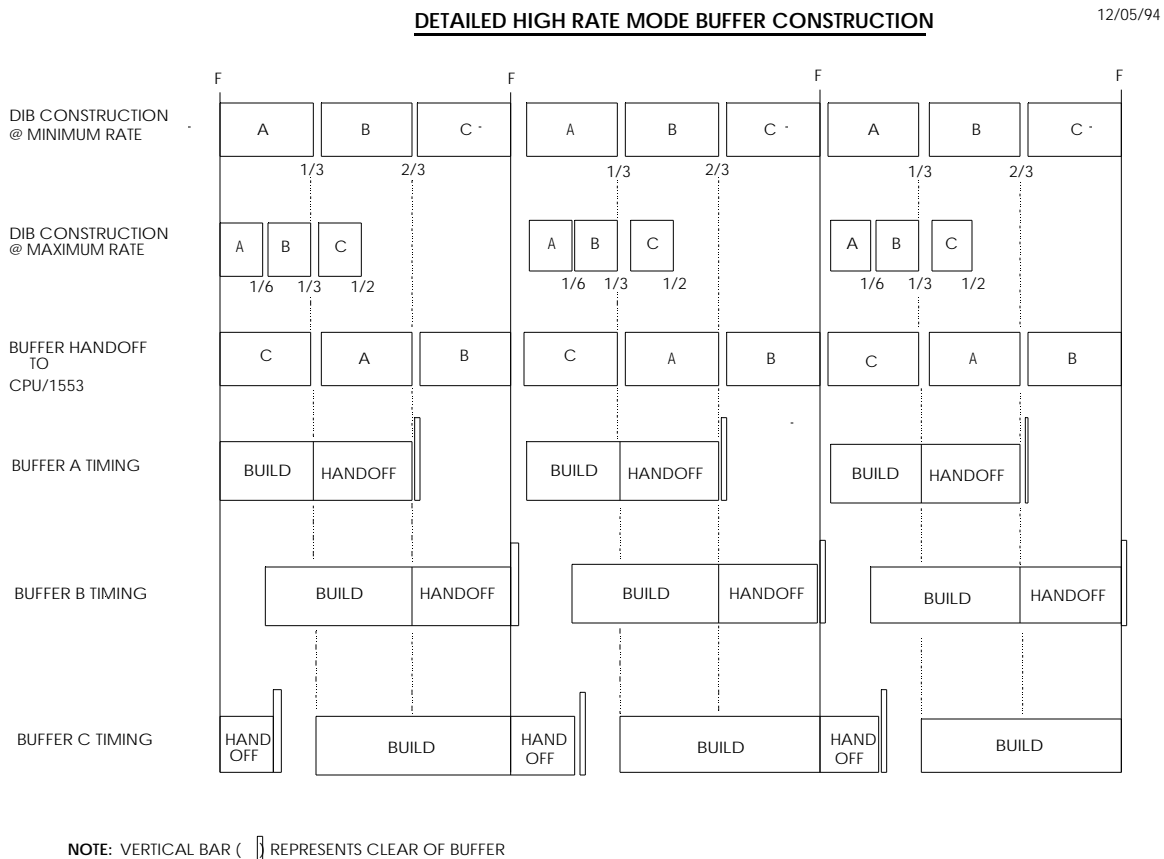 DETAILED HIGH RATE MODE BUFFER CONSTRUCTION
12/05/94
F F F F
DIB CONSTRUCTION
@ MINIMUM RATE
A B C A B C A B C
1/3 2/3 1/3 2/3 1/3 2/3
DIB CONSTRUCTION
@ MAXIMUM RATE
A B C A B C A B C
1/6 1/3 1/2 1/6 1/3 1/2 1/6 1/3 1/2
BUFFER HANDOFF
TO
CPU/1553
C A B C A B C A B
BUFFER A TIMING
BUILD HANDOFF BUILD HANDOFF BUILD HANDOFF
BUFFER B TIMING
BUILD HANDOFF BUILD HANDOFF BUILD HANDOFF
BUFFER C TIMING
HAND
OFF
BUILD
HAND
OFF
BUILD
HAND
OFF
BUILD
NOTE: VERTICAL BAR ( ) REPRESENTS CLEAR OF BUFFER